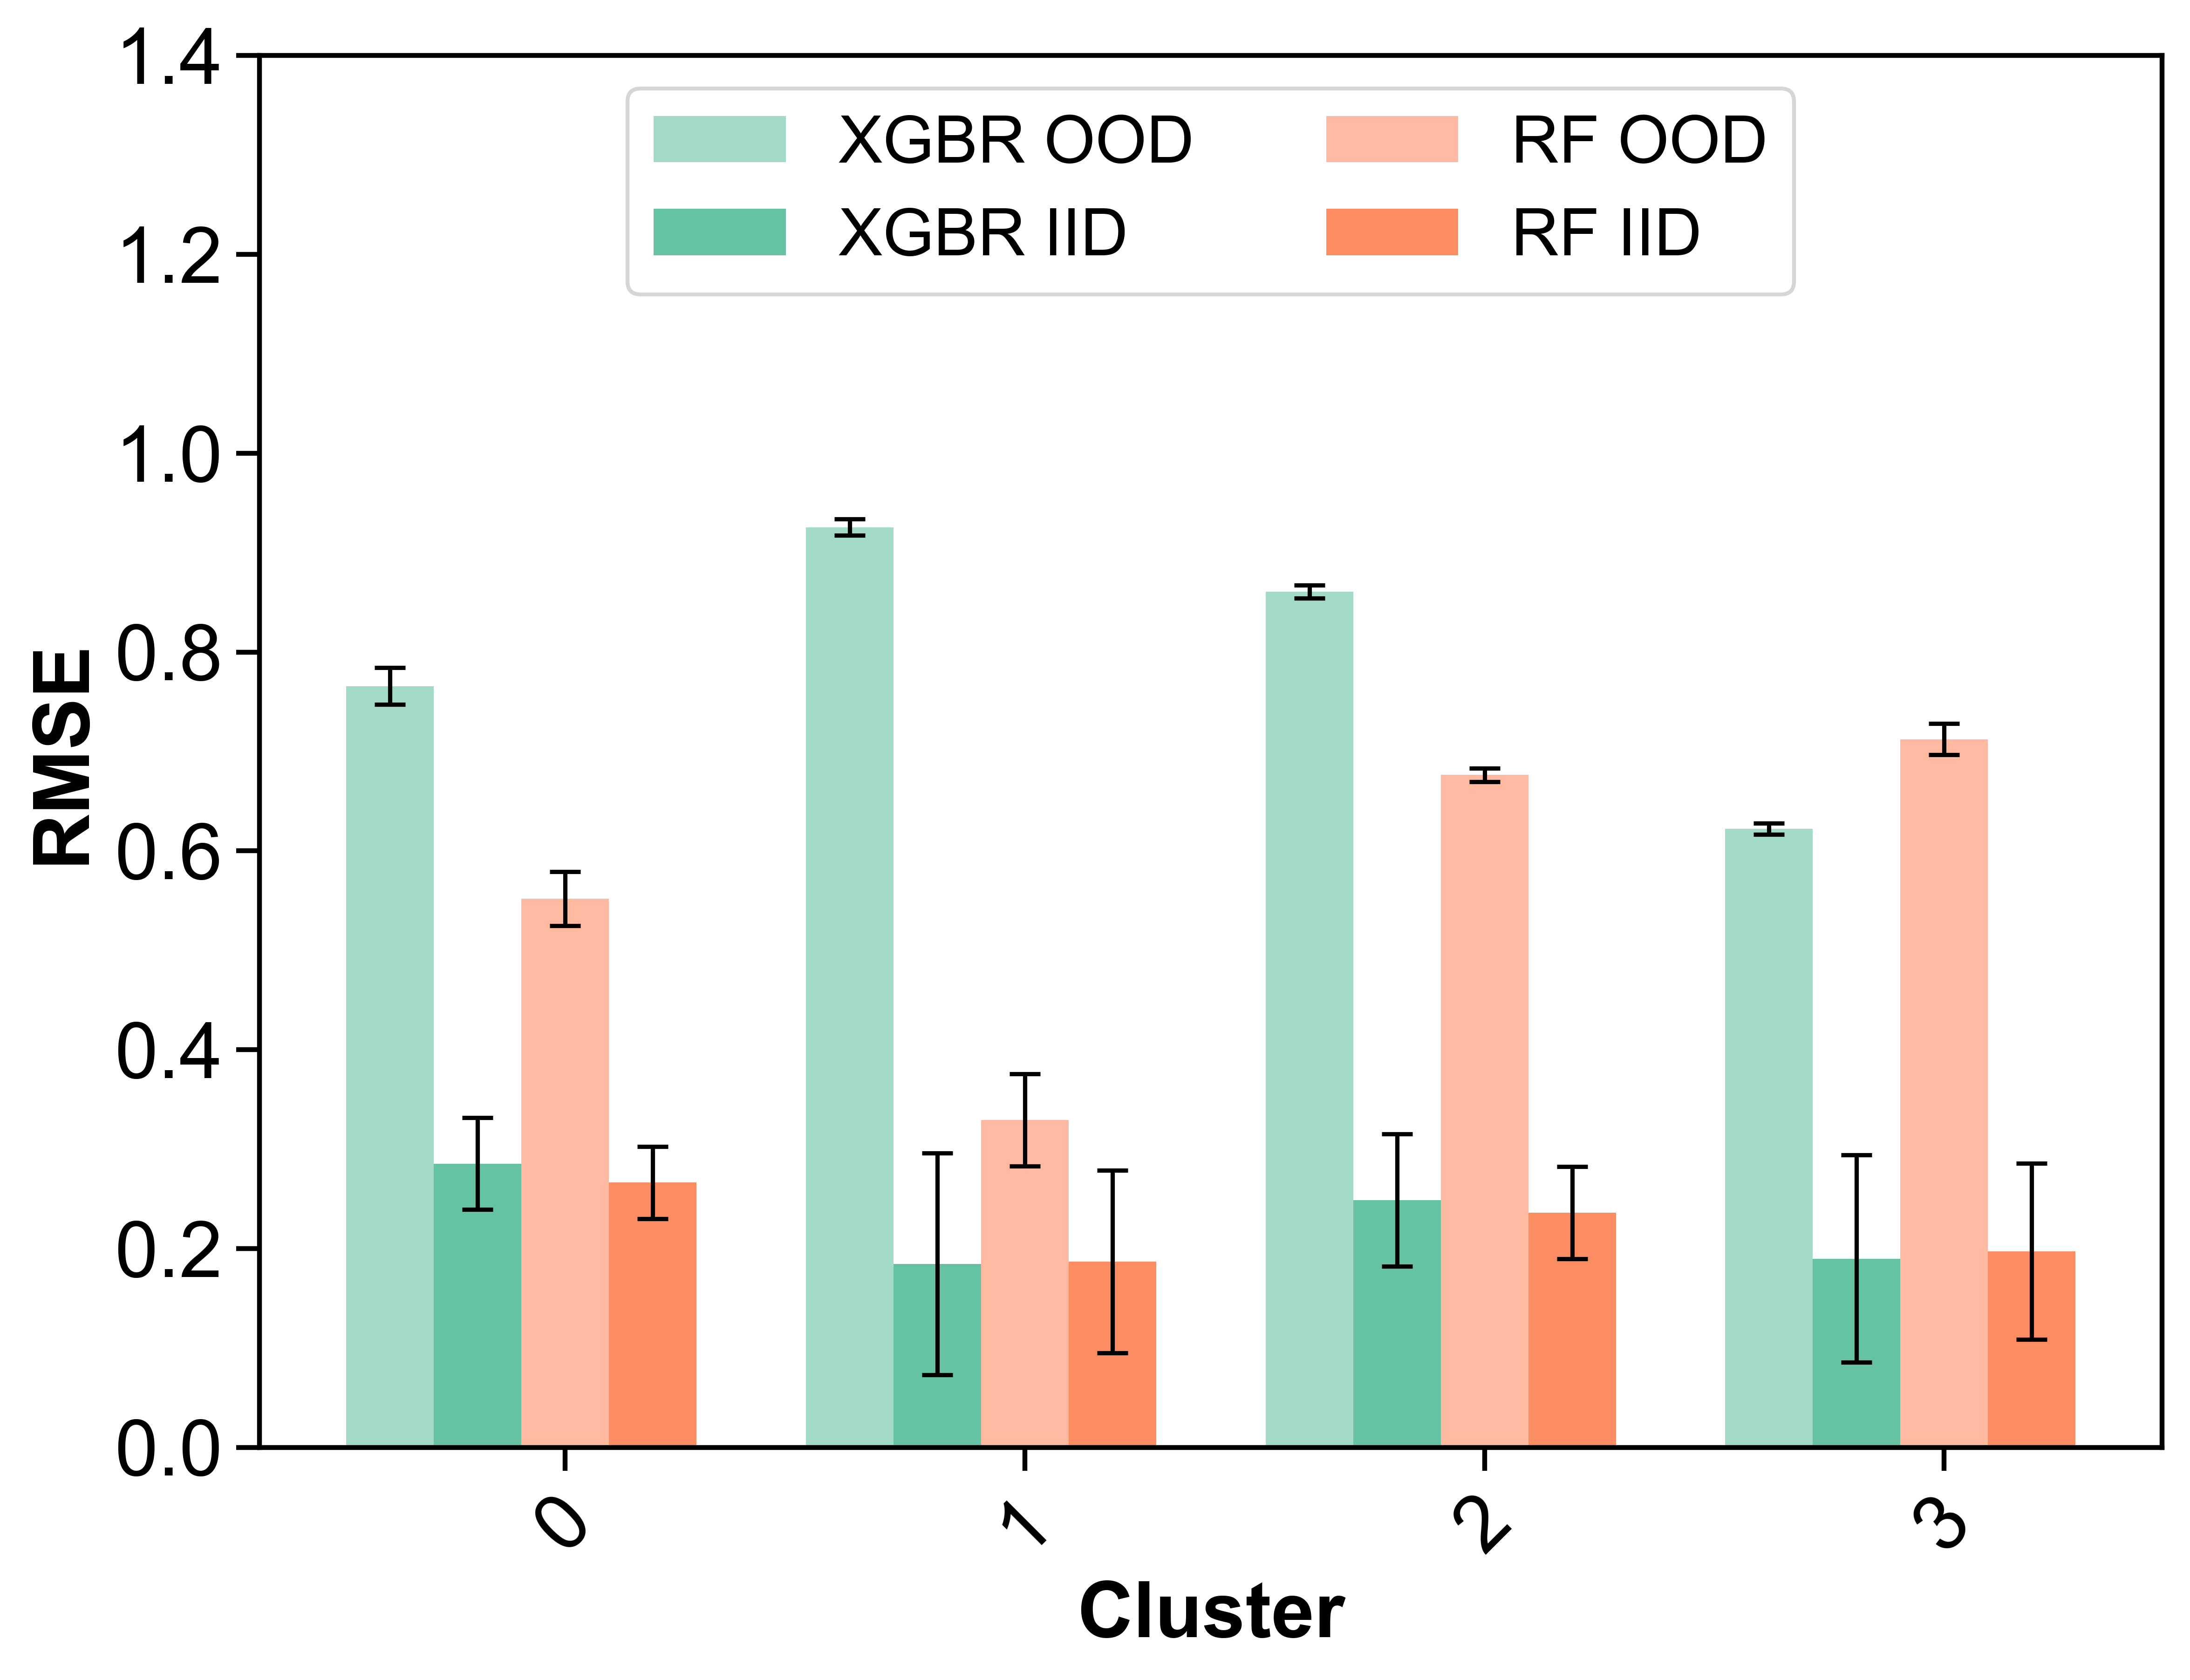 1.4
1.2
1.0
0.8
0.6
0.4
0.2
0.0
RMSE
XGBR OOD
XGBR IID
RF OOD
RF IID
0
1
2
3
Cluster